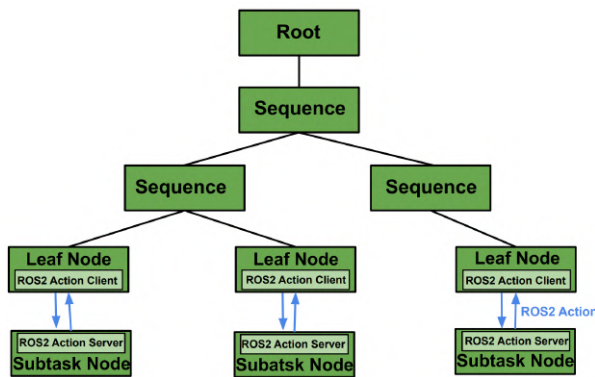 Root
Sequence
Sequence
Sequence
Leaf Node
ROS2 Action Client
Leaf Node
ROS2 Action Client
Leaf Node
ROS2 Action Client
ROS2 Action
ROS2 Action Server
Subtask Node
ROS2 Action Server
Subatsk Node
ROS2 Action Server
Subtask Node